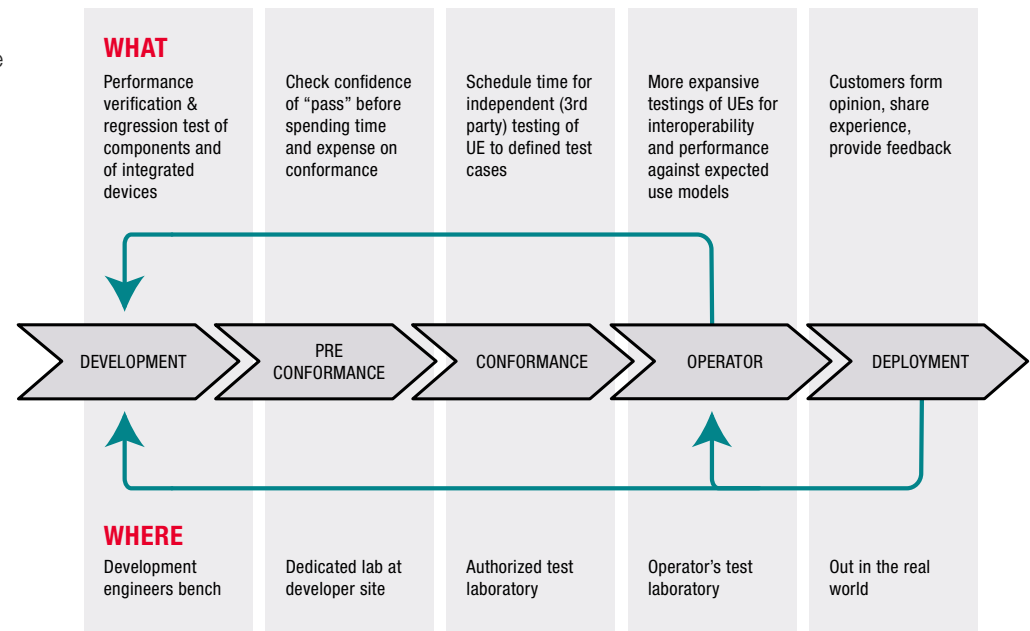 e
WHAT
Performance
verification &
regression test of
components and
of integrated
devices
Check confidence
of “pass” before
spending time
and expense on
conformance
Schedule time for
independent (3rd
party) testing of
UE to defined test
cases
More expansive
testings of UEs for
interoperability
and performance
against expected
use models
Customers form
opinion, share
experience,
provide feedback
DEVELOPMENT
PRE
CONFORMANCE
CONFORMANCE
OPERATOR
DEPLOYMENT
WHERE
Development
engineers bench
Dedicated lab at
developer site
Authorized test
laboratory
Operator’s test
laboratory
Out in the real
world